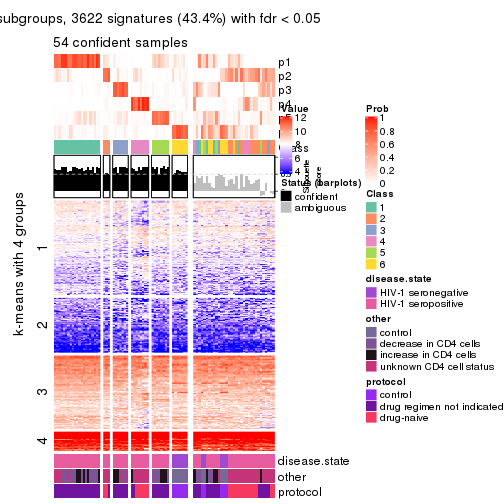 subgroups, 3622 signatures (43.4%) with fdr < 0.05
54 confident samples
p1
p2
p3
p4
Value
12
10
8
6
4
Class
Silhouette score
Status (barplots)
confident
ambiguous
Prob
1
0.8
0.6
0.4
0.2
0
Class
1
2
3
4
5
6
disease.state
HIV-1 seronegative
HIV-1 seropositive
other
control
decrease in CD4 cells
increase in CD4 cells
unknown CD4 cell status
protocol
control
drug regimen not indicated
drug-naive
k-means with 4 groups
1
2
3
4
disease.state
other
protocol